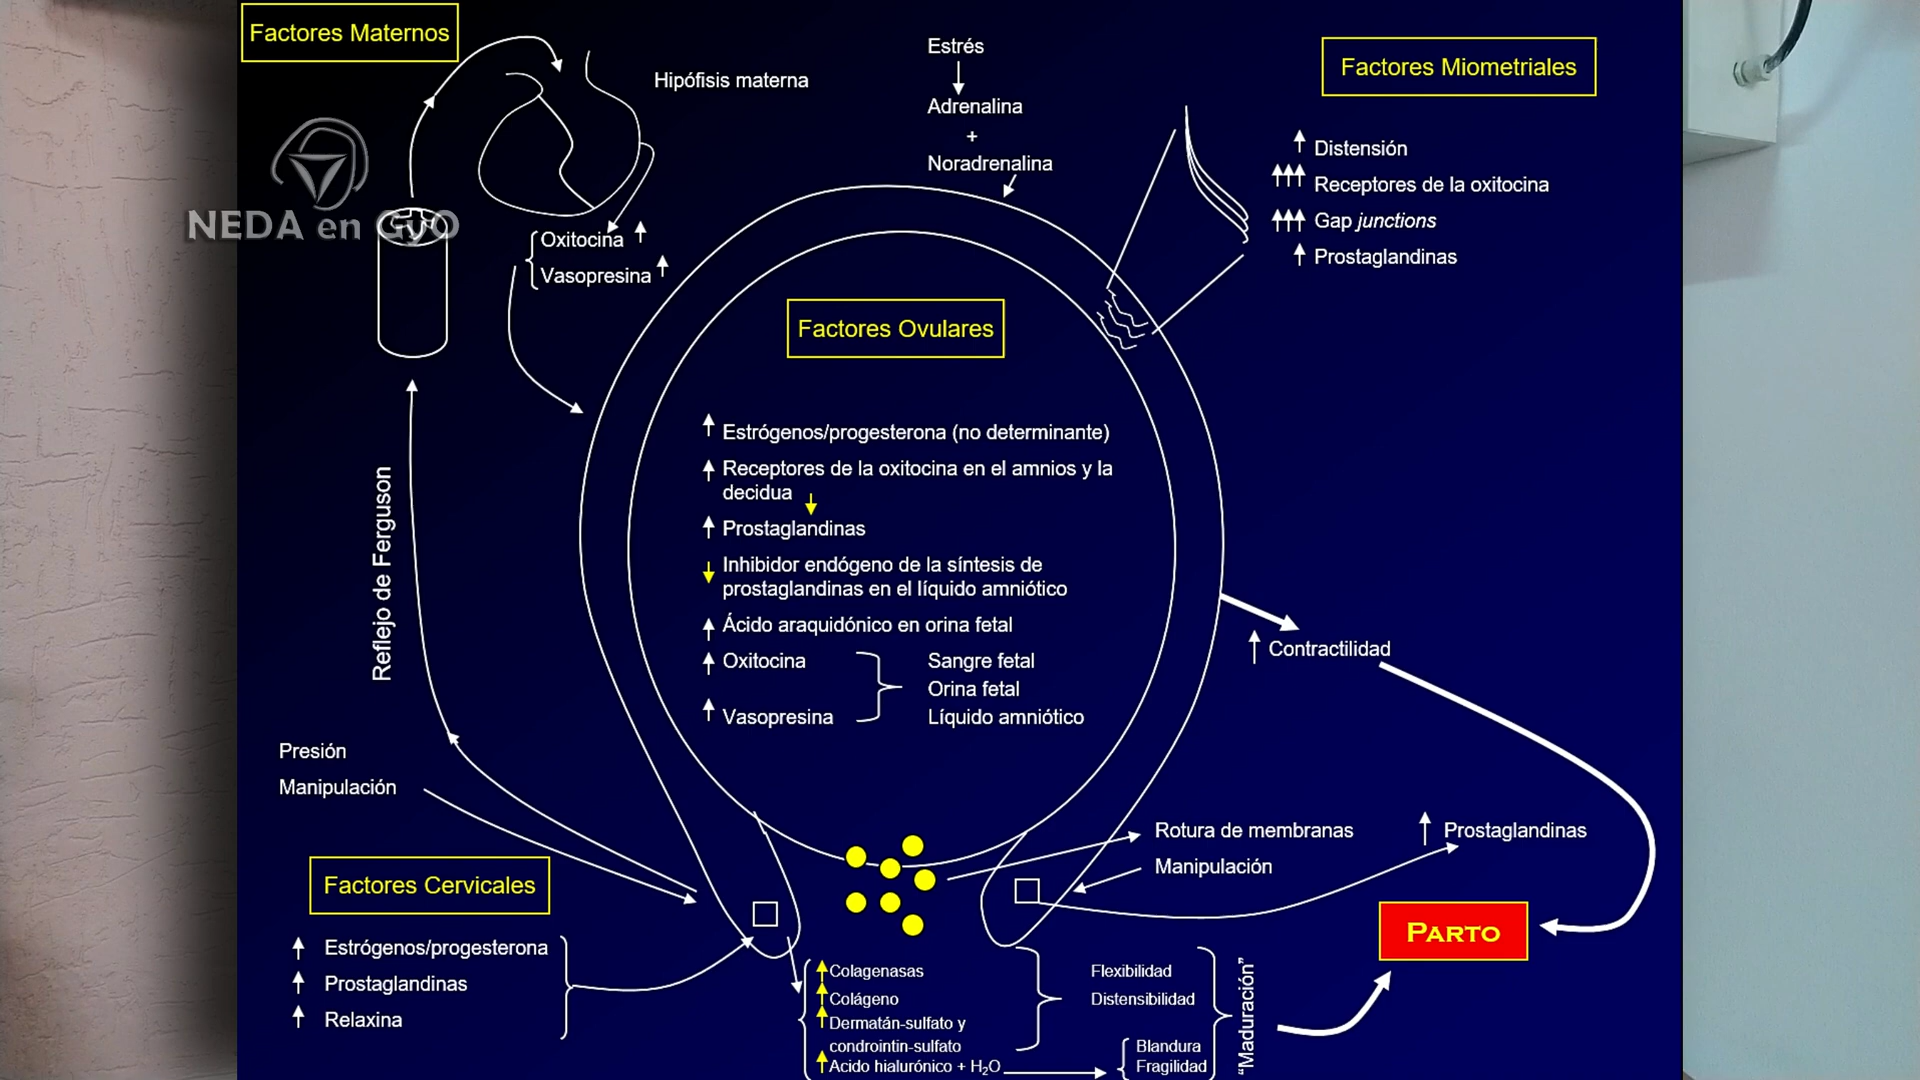 Factores Maternos
Hipófisis materna
Estrés
Adrenalina
+
Noradrenalina
Factores Miometriales
Distensión
Receptores de la oxitocina
Gap junctions
Prostaglandinas
NEDA en GyO
Oxitocina
Vasopresina
Factores Ovulares
Estrógenos/progesterona (no determinante)
Receptores de la oxitocina en el amnios y la
decidua
Prostaglandinas
Inhibidor endógeno de la síntesis de
prostaglandinas en el líquido amniótico
Ácido araquidónico en orina fetal
Oxitocina
Vasopresina
Sangre fetal
Orina fetal
Líquido amniótico
Reflejo de Ferguson
Contractilidad
Presión
Manipulación
Rotura de membranas
Manipulación
Prostaglandinas
Factores Cervicales
Estrógenos/progesterona
Prostaglandinas
Relaxina
PARTO
Colagenasas
Colágeno
Dermatán-sulfato y
condrointin-sulfato
Acido hialurónico + H₂O
Flexibilidad
Distensibilidad
Blandura
Fragilidad
“Maduración”